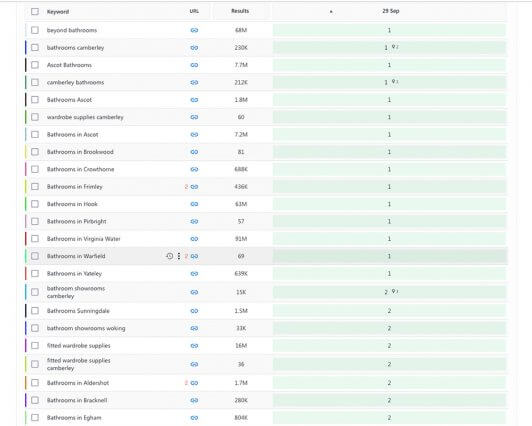 Keyword URL Results 29 Sep
beyond bathrooms 68M 1
bathrooms camberley 230K 1
Ascot Bathrooms 7.7M 1
camberley bathrooms 212K 1
Bathrooms Ascot 1.8M 1
wardrobe supplies camberley 60 1
Bathrooms in Ascot 7.2M 1
Bathrooms in Brookwood 81 1
Bathrooms in Crowthorne 688K 1
Bathrooms in Frimley 2 436K 1
Bathrooms in Hook 63M 1
Bathrooms in Pirbright 57 1
Bathrooms in Virginia Water 91M 1
Bathrooms in Warfield 2 69 1
Bathrooms in Yateley 639K 1
bathroom showrooms
camberley 15K 2
Bathrooms Sunningdale 1.5M 2
bathroom showrooms woking 33K 2
fitted wardrobe supplies 16M 2
fitted wardrobe supplies
camberley 36 2
Bathrooms in Aldershot 2 1.7M 2
Bathrooms in Bracknell 280K 2
Bathrooms in Egham 804K 2